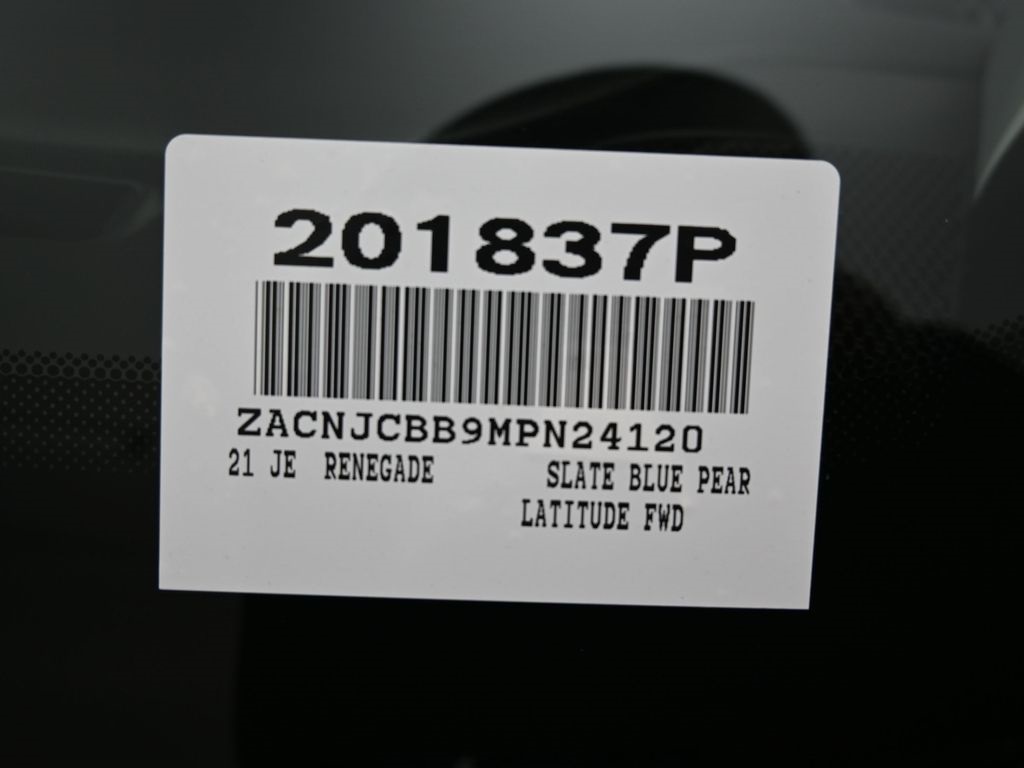 201837P
ZACNJCBB9MPN24120
21 JE RENEGADE SLATE BLUE PEAR
LATITUDE FWD